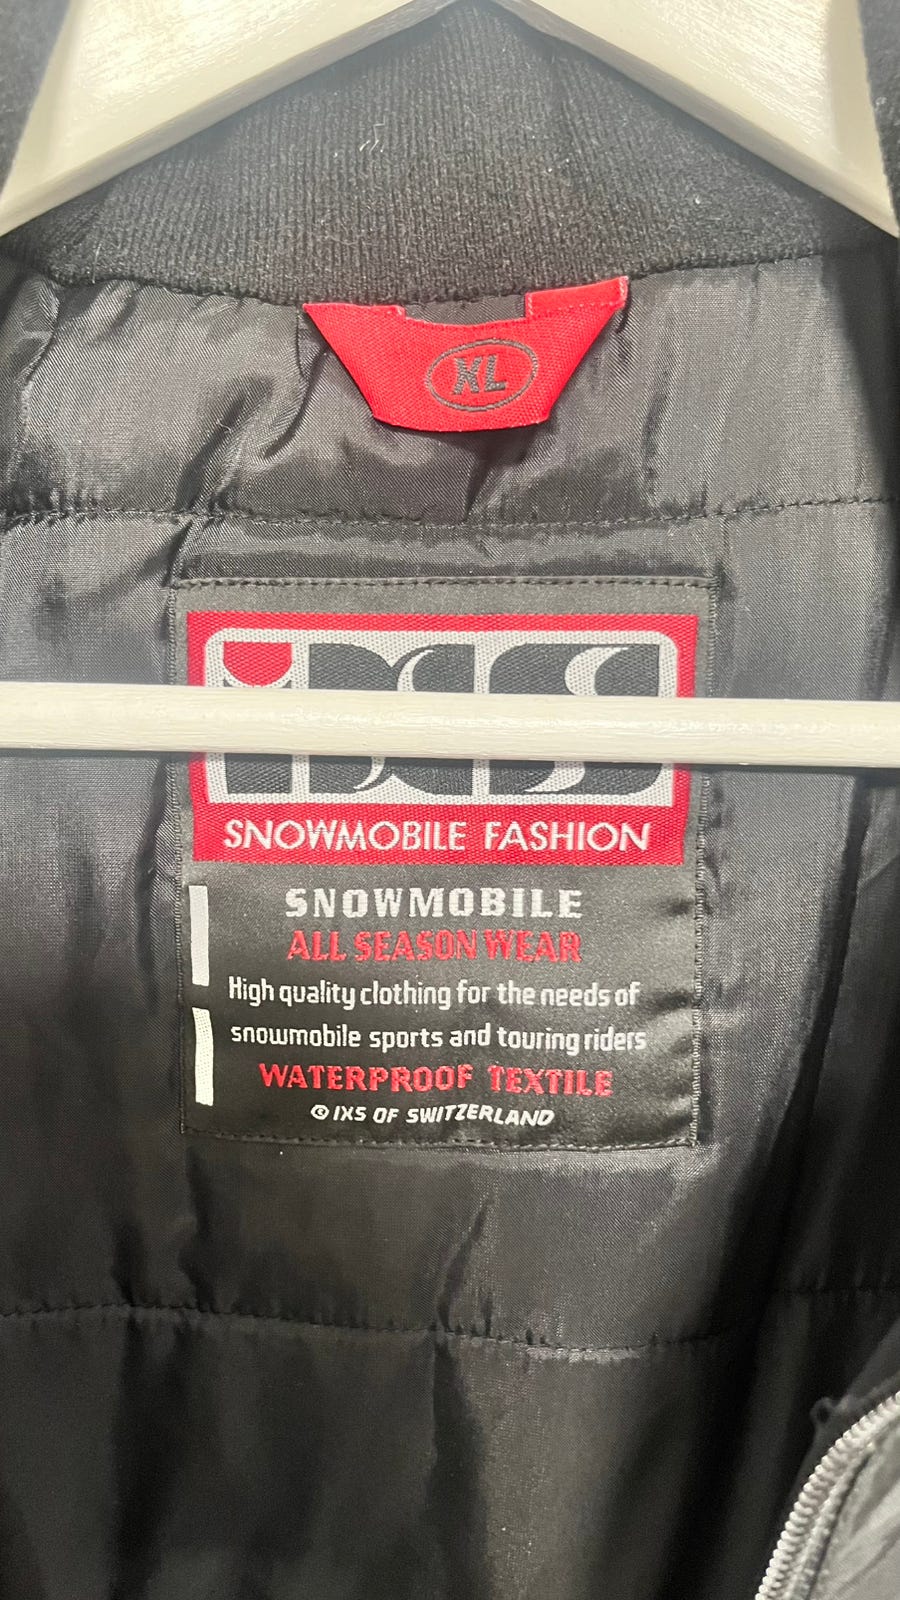 XL
iXS
SNOWMOBILE FASHION
SNOWMOBILE
ALL SEASON WEAR
High quality clothing for the needs of
snowmobile sports and touring riders
WATERPROOF TEXTILE
© IXS OF SWITZERLAND